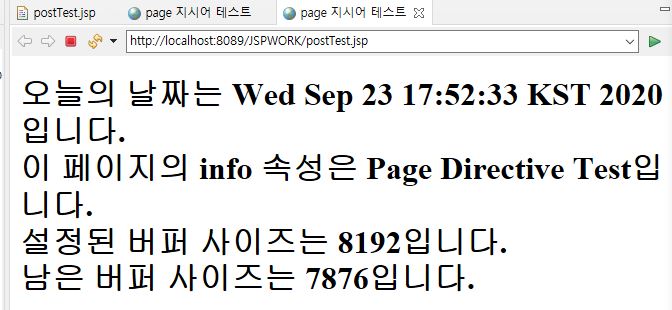 postTest.jsp page 지시어 테스트 page 지시어 테스트
http://localhost:8089/JSPWORK/postTest.jsp
오늘의 날짜는 Wed Sep 23 17:52:33 KST 2020
입니다.
이 페이지의 info 속성은 Page Directive Test입
니다.
설정된 버퍼 사이즈는 8192입니다.
남은 버퍼 사이즈는 7876입니다.